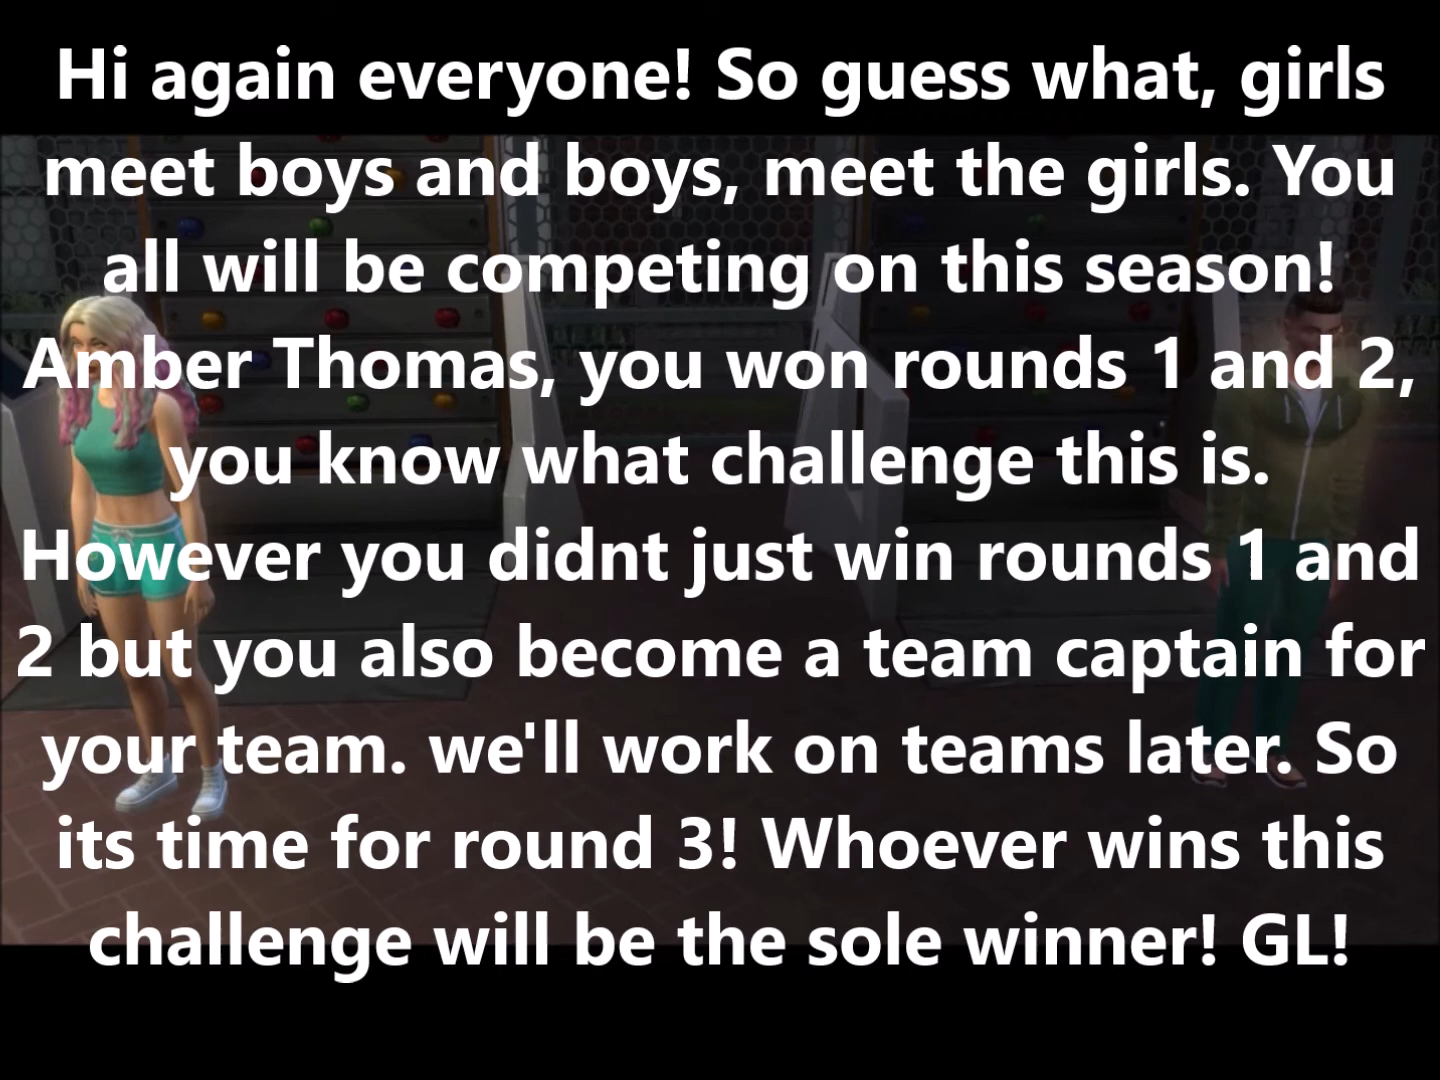 Hi again everyone! So guess what, girls
meet boys and boys, meet the girls. You
all will be competing on this season!
Amber Thomas, you won rounds 1 and 2,
you know what challenge this is.
However you didnt just win rounds 1 and
2 but you also become a team captain for
your team. we'll work on teams later. So
its time for round 3! Whoever wins this
challenge will be the sole winner! GL!